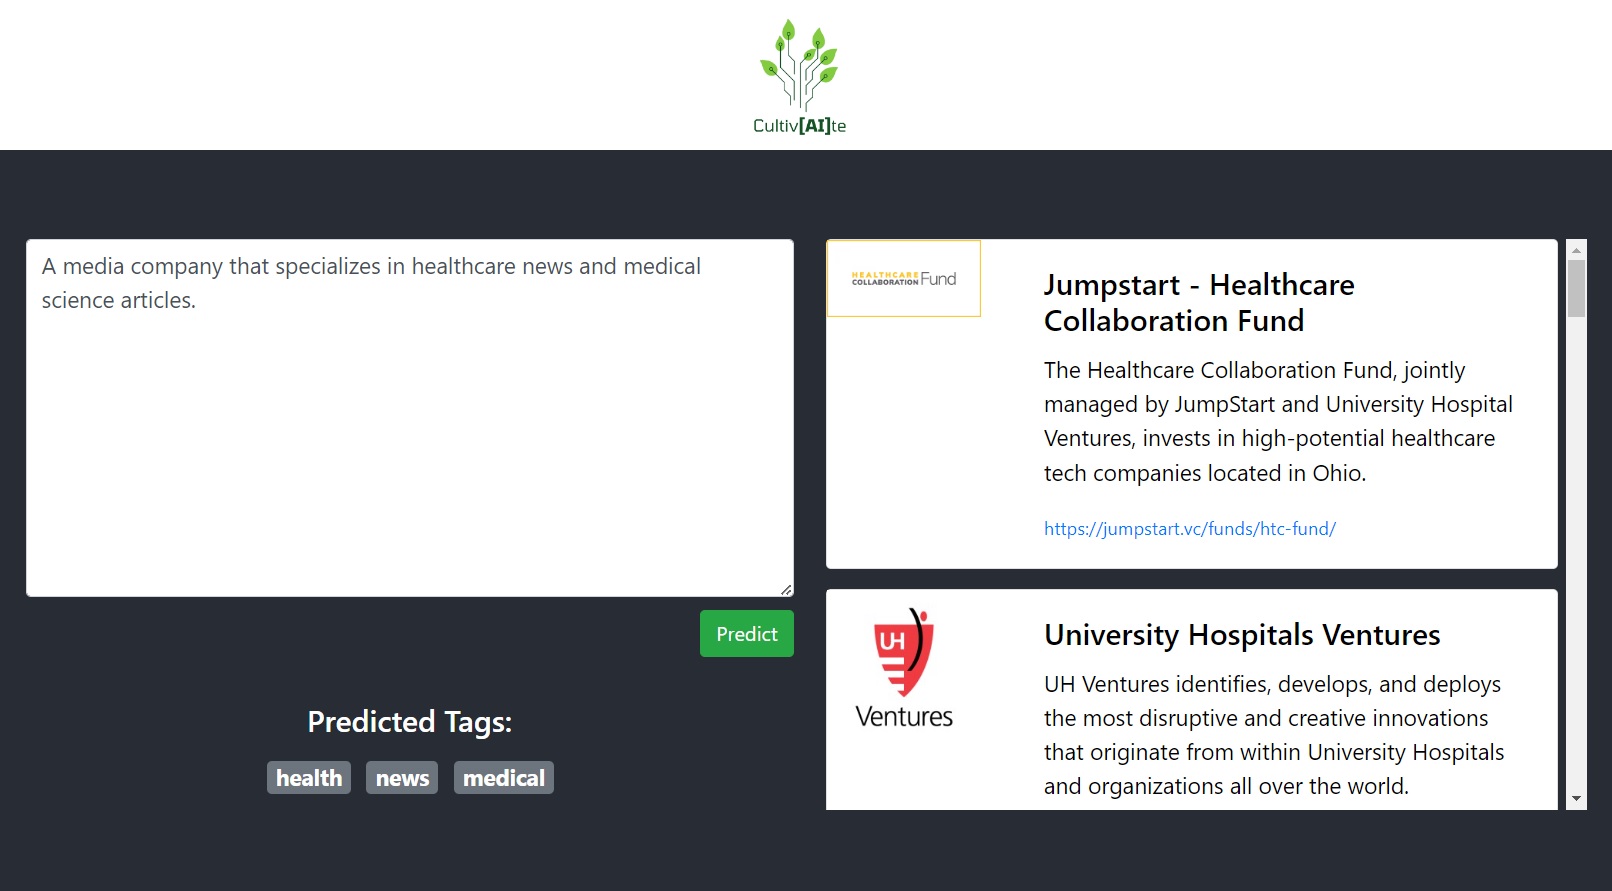 Cultiv[AI]te
A media company that specializes in healthcare news and medical
science articles.
Predict
Predicted Tags:
health news medical
HEALTHCARE
COLLABORATION Fund
Jumpstart - Healthcare
Collaboration Fund
The Healthcare Collaboration Fund, jointly
managed by JumpStart and University Hospital
Ventures, invests in high-potential healthcare
tech companies located in Ohio.
https://jumpstart.vc/funds/htc-fund/
UH
Ventures
University Hospitals Ventures
UH Ventures identifies, develops, and deploys
the most disruptive and creative innovations
that originate from within University Hospitals
and organizations all over the world.